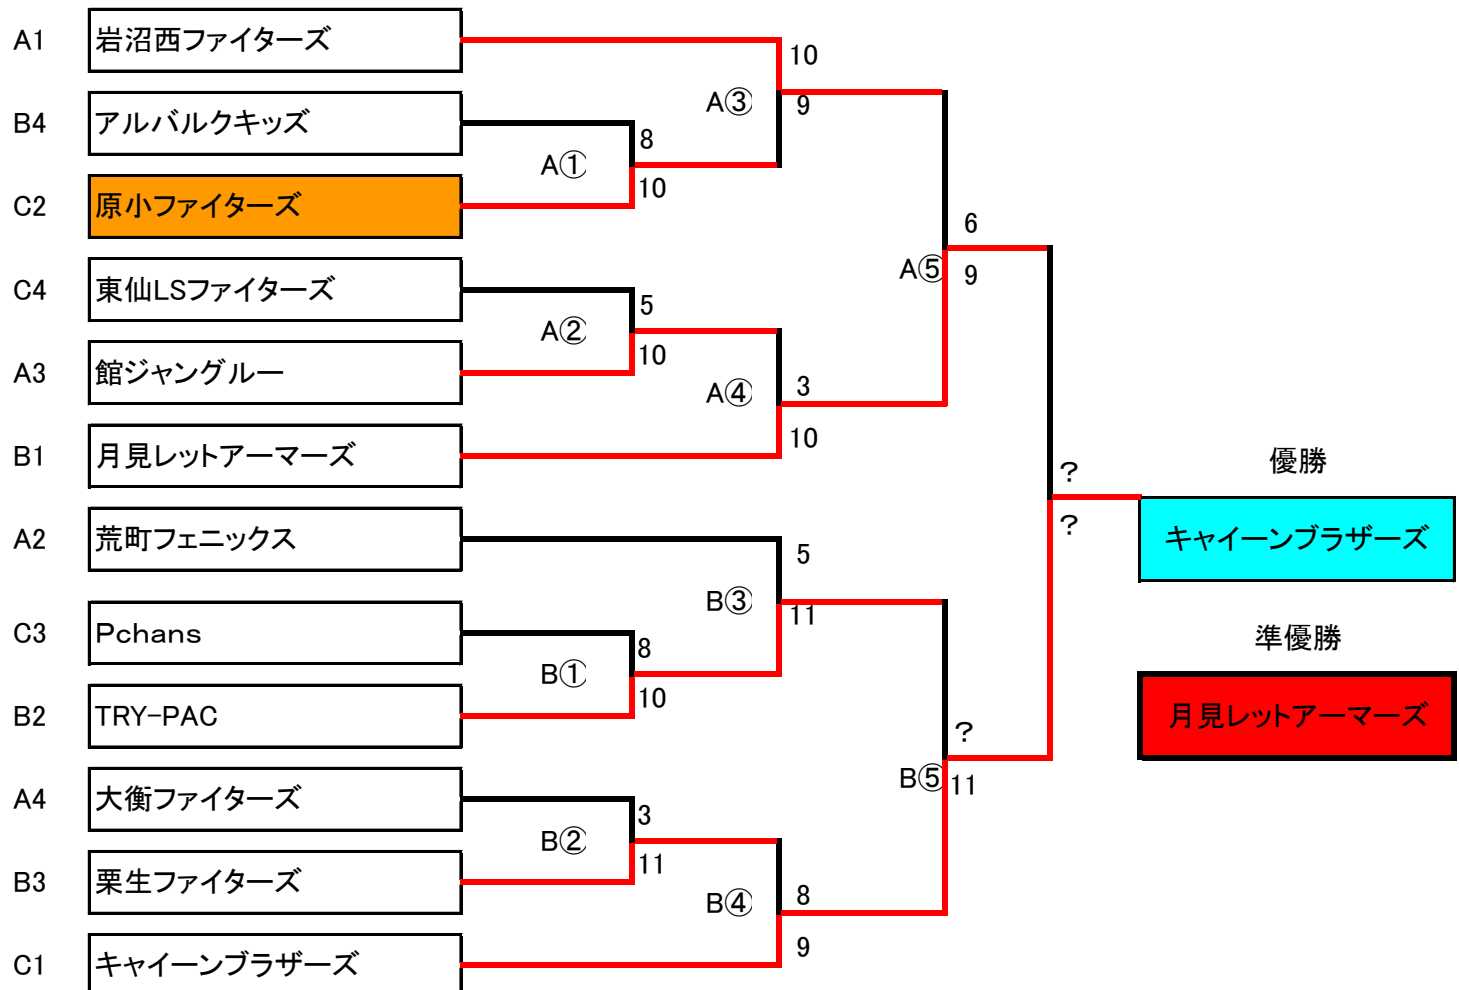 A1 岩沼西ファイターズ
10
A③
9
B4 アルバルクキッズ
8
A①
10
C2 原小ファイターズ
6
A⑤
9
C4 東仙LSファイターズ
5
A②
10
A3 館ジャングルー
3
A④
10
B1 月見レットアーマーズ
優勝
?
?
キャイーンブラザーズ
A2 荒町フェニックス
5
B③
11
C3 Pchans
8
B①
10
準優勝
月見レットアーマーズ
B2 TRY-PAC
?
B⑤
11
A4 大衡ファイターズ
3
B②
11
B3 栗生ファイターズ
8
B④
9
C1 キャイーンブラザーズ